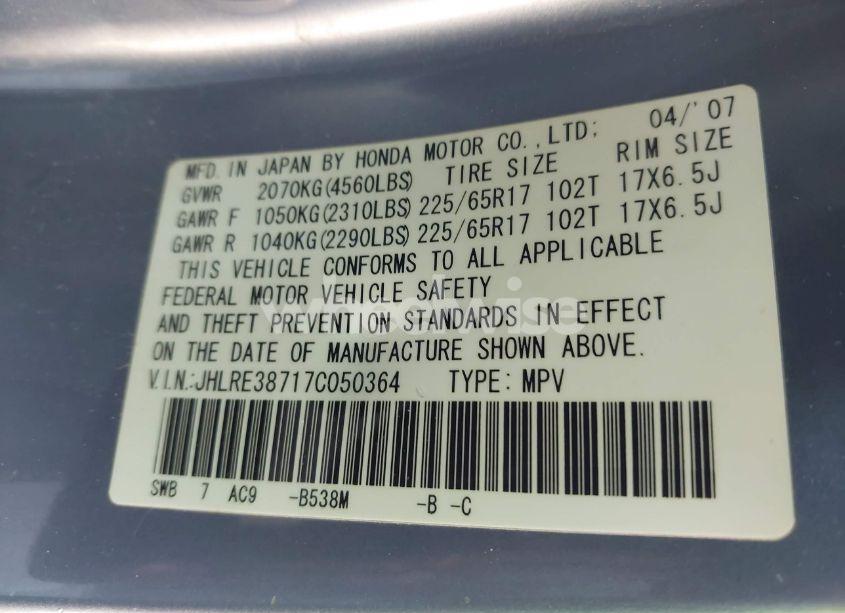 MFD. IN JAPAN BY HONDA MOTOR CO.,LTD; 04/'07
GVWR 2070KG(4560LBS) TIRE SIZE RIM SIZE
GAWR F 1050KG(2310LBS) 225/65R17 102T 17X6.5J
GAWR R 1040KG(2290LBS) 225/65R17 102T 17X6.5J
THIS VEHICLE CONFORMS TO ALL APPLICABLE
FEDERAL MOTOR VEHICLE SAFETY
AND THEFT PREVENTION STANDARDS IN EFFECT
ON THE DATE OF MANUFACTURE SHOWN ABOVE.
V.I.N.:JHLRE38717C050364 TYPE: MPV
SWB 7 AC9 -B538M -B -C